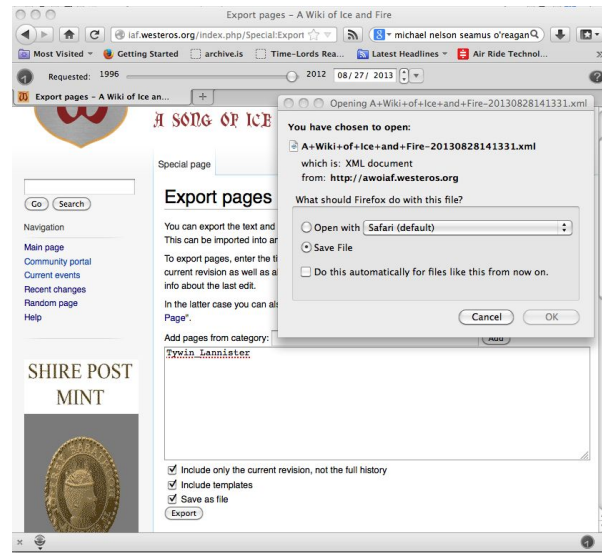 Export pages – A Wiki of Ice and Fire
iaf.westeros.org/index.php/Special:Export
michael nelson seamus o'reagan
Most Visited
Getting Started
archive.is
Time-Lords Rea...
Latest Headlines
Air Ride Technol...
Requested: 1996
2012
08/27/ 2013
Export pages – A Wiki of Ice an...
Opening A+Wiki+of+Ice+and+Fire-20130828141331.xml
A SONG OF ICE
You have chosen to open:
A+Wiki+of+Ice+and+Fire-20130828141331.xml
which is: XML document
from: http://awoiaf.westeros.org
What should Firefox do with this file?
Open with Safari (default)
Save File
Do this automatically for files like this from now on.
Cancel
OK
Special page
Go
Search
Navigation
Main page
Community portal
Current events
Recent changes
Random page
Help
SHIRE POST
MINT
Export pages
You can export the text and
This can be imported into an
To export pages, enter the ti
current revision as well as a
info about the last edit.
In the latter case you can als
Page".
Add pages from category:
Add
Tywin_Lannister
Include only the current revision, not the full history
Include templates
Save as file
Export